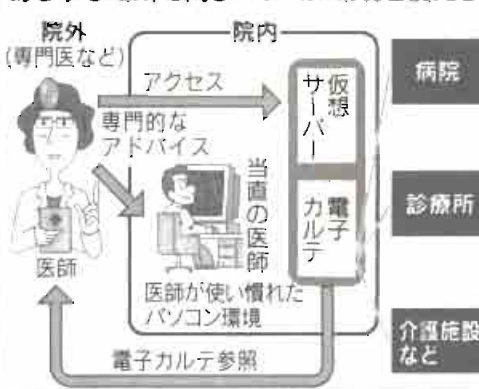 院外
(専門医など)
院内
アクセス
専門的な
アドバイス
仮想
サーバー
電子
カルテ
当直の医師
医師
医師が使い慣れた
パソコン環境
電子カルテ参照
病院
診療所
介護施設
など